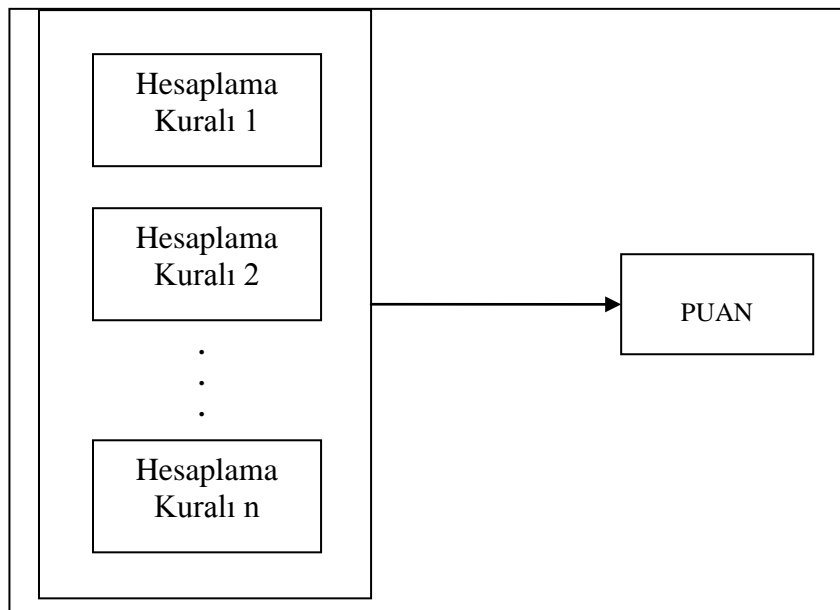 Hesaplama
Kuralı 1
Hesaplama
Kuralı 2
.
.
.
Hesaplama
Kuralı n
PUAN